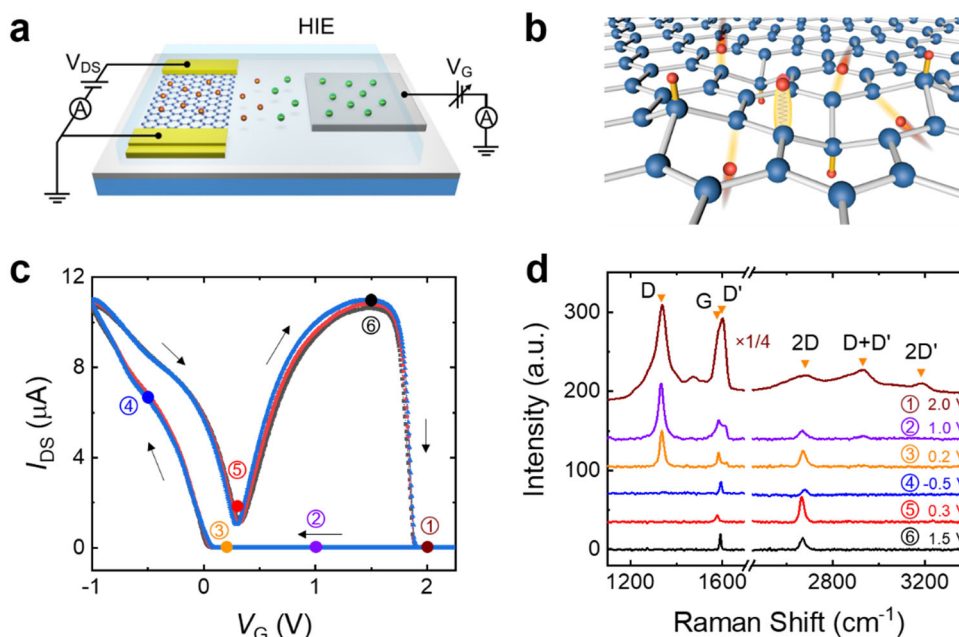 a
HIE
V_DS
A
V_G
A
b
c
I_DS (μA)
12
8
4
0
-1
0
1
2
V_G (V)
①
②
③
④
⑤
⑥
d
Intensity (a.u.)
300
200
100
0
D
G
D'
×1/4
2D
D+D'
2D'
① 2.0 V
② 1.0 V
③ 0.2 V
④ -0.5 V
⑤ 0.3 V
⑥ 1.5 V
1200
1600
2800
3200
Raman Shift (cm⁻¹)